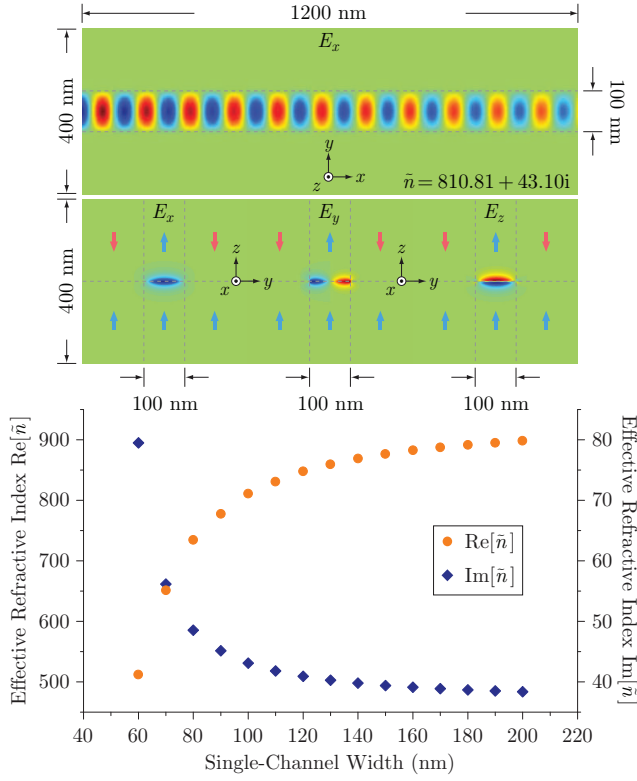 1200 nm
E_x
400 nm
100 nm
y
z
x
ñ = 810.81 + 43.10i
E_x
E_y
E_z
400 nm
z
x
y
z
x
y
100 nm
100 nm
100 nm
Effective Refractive Index Re[ñ]
900
800
700
600
500
80
70
60
50
40
Effective Refractive Index Im[ñ]
Re[ñ]
Im[ñ]
40 60 80 100 120 140 160 180 200 220
Single-Channel Width (nm)